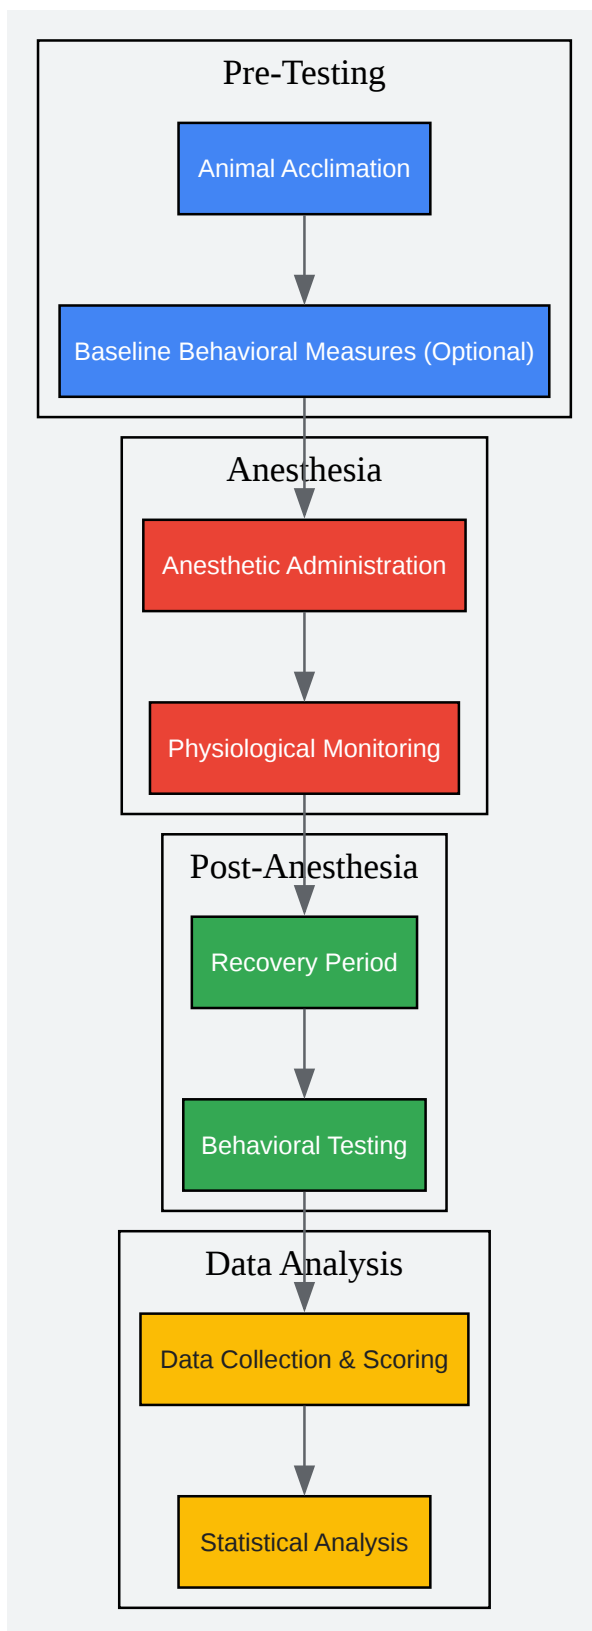 Pre-Testing
Animal Acclimation
Baseline Behavioral Measures (Optional)
Anesthesia
Anesthetic Administration
Physiological Monitoring
Post-Anesthesia
Recovery Period
Behavioral Testing
Data Analysis
Data Collection & Scoring
Statistical Analysis